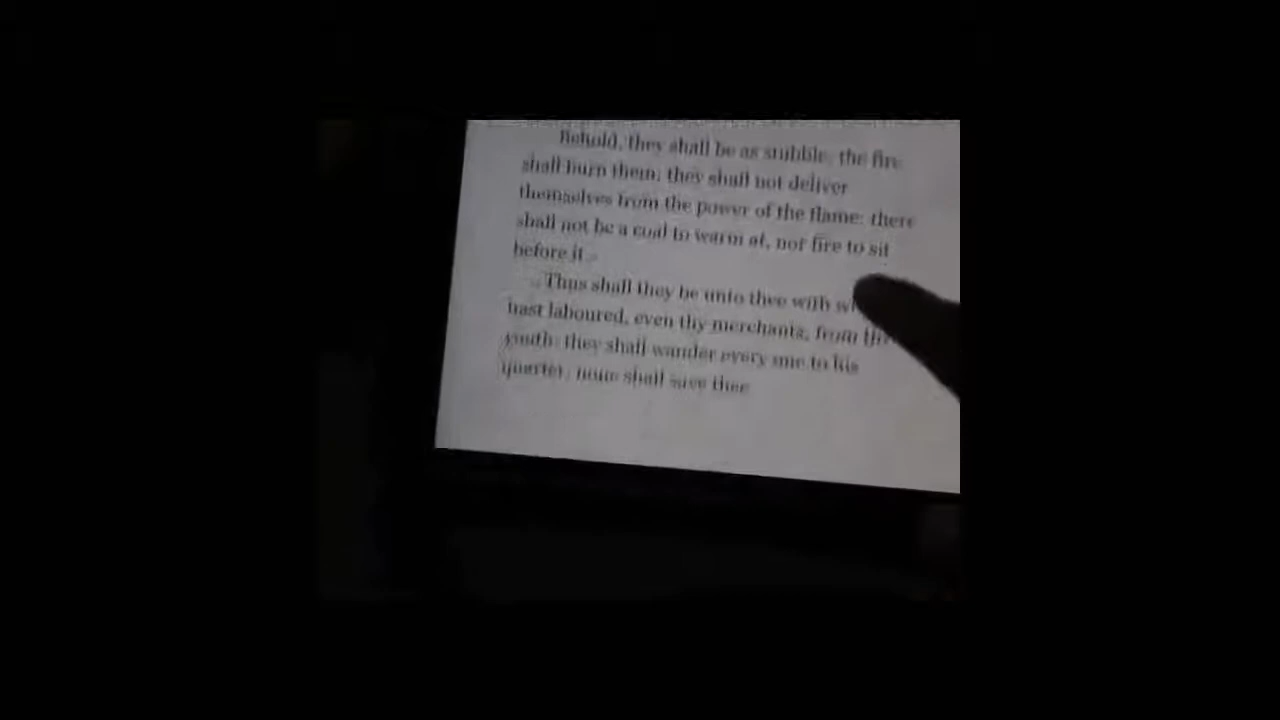 Behold, they shall be as stubble; the fire
shall burn them; they shall not deliver
themselves from the power of the flame: there
shall not be a coal to warm at, nor fire to sit
before it.
Thus shall they be unto thee with
hast laboured, even thy merchants, from thy
youth: they shall wander every one to his
quarter; none shall save thee